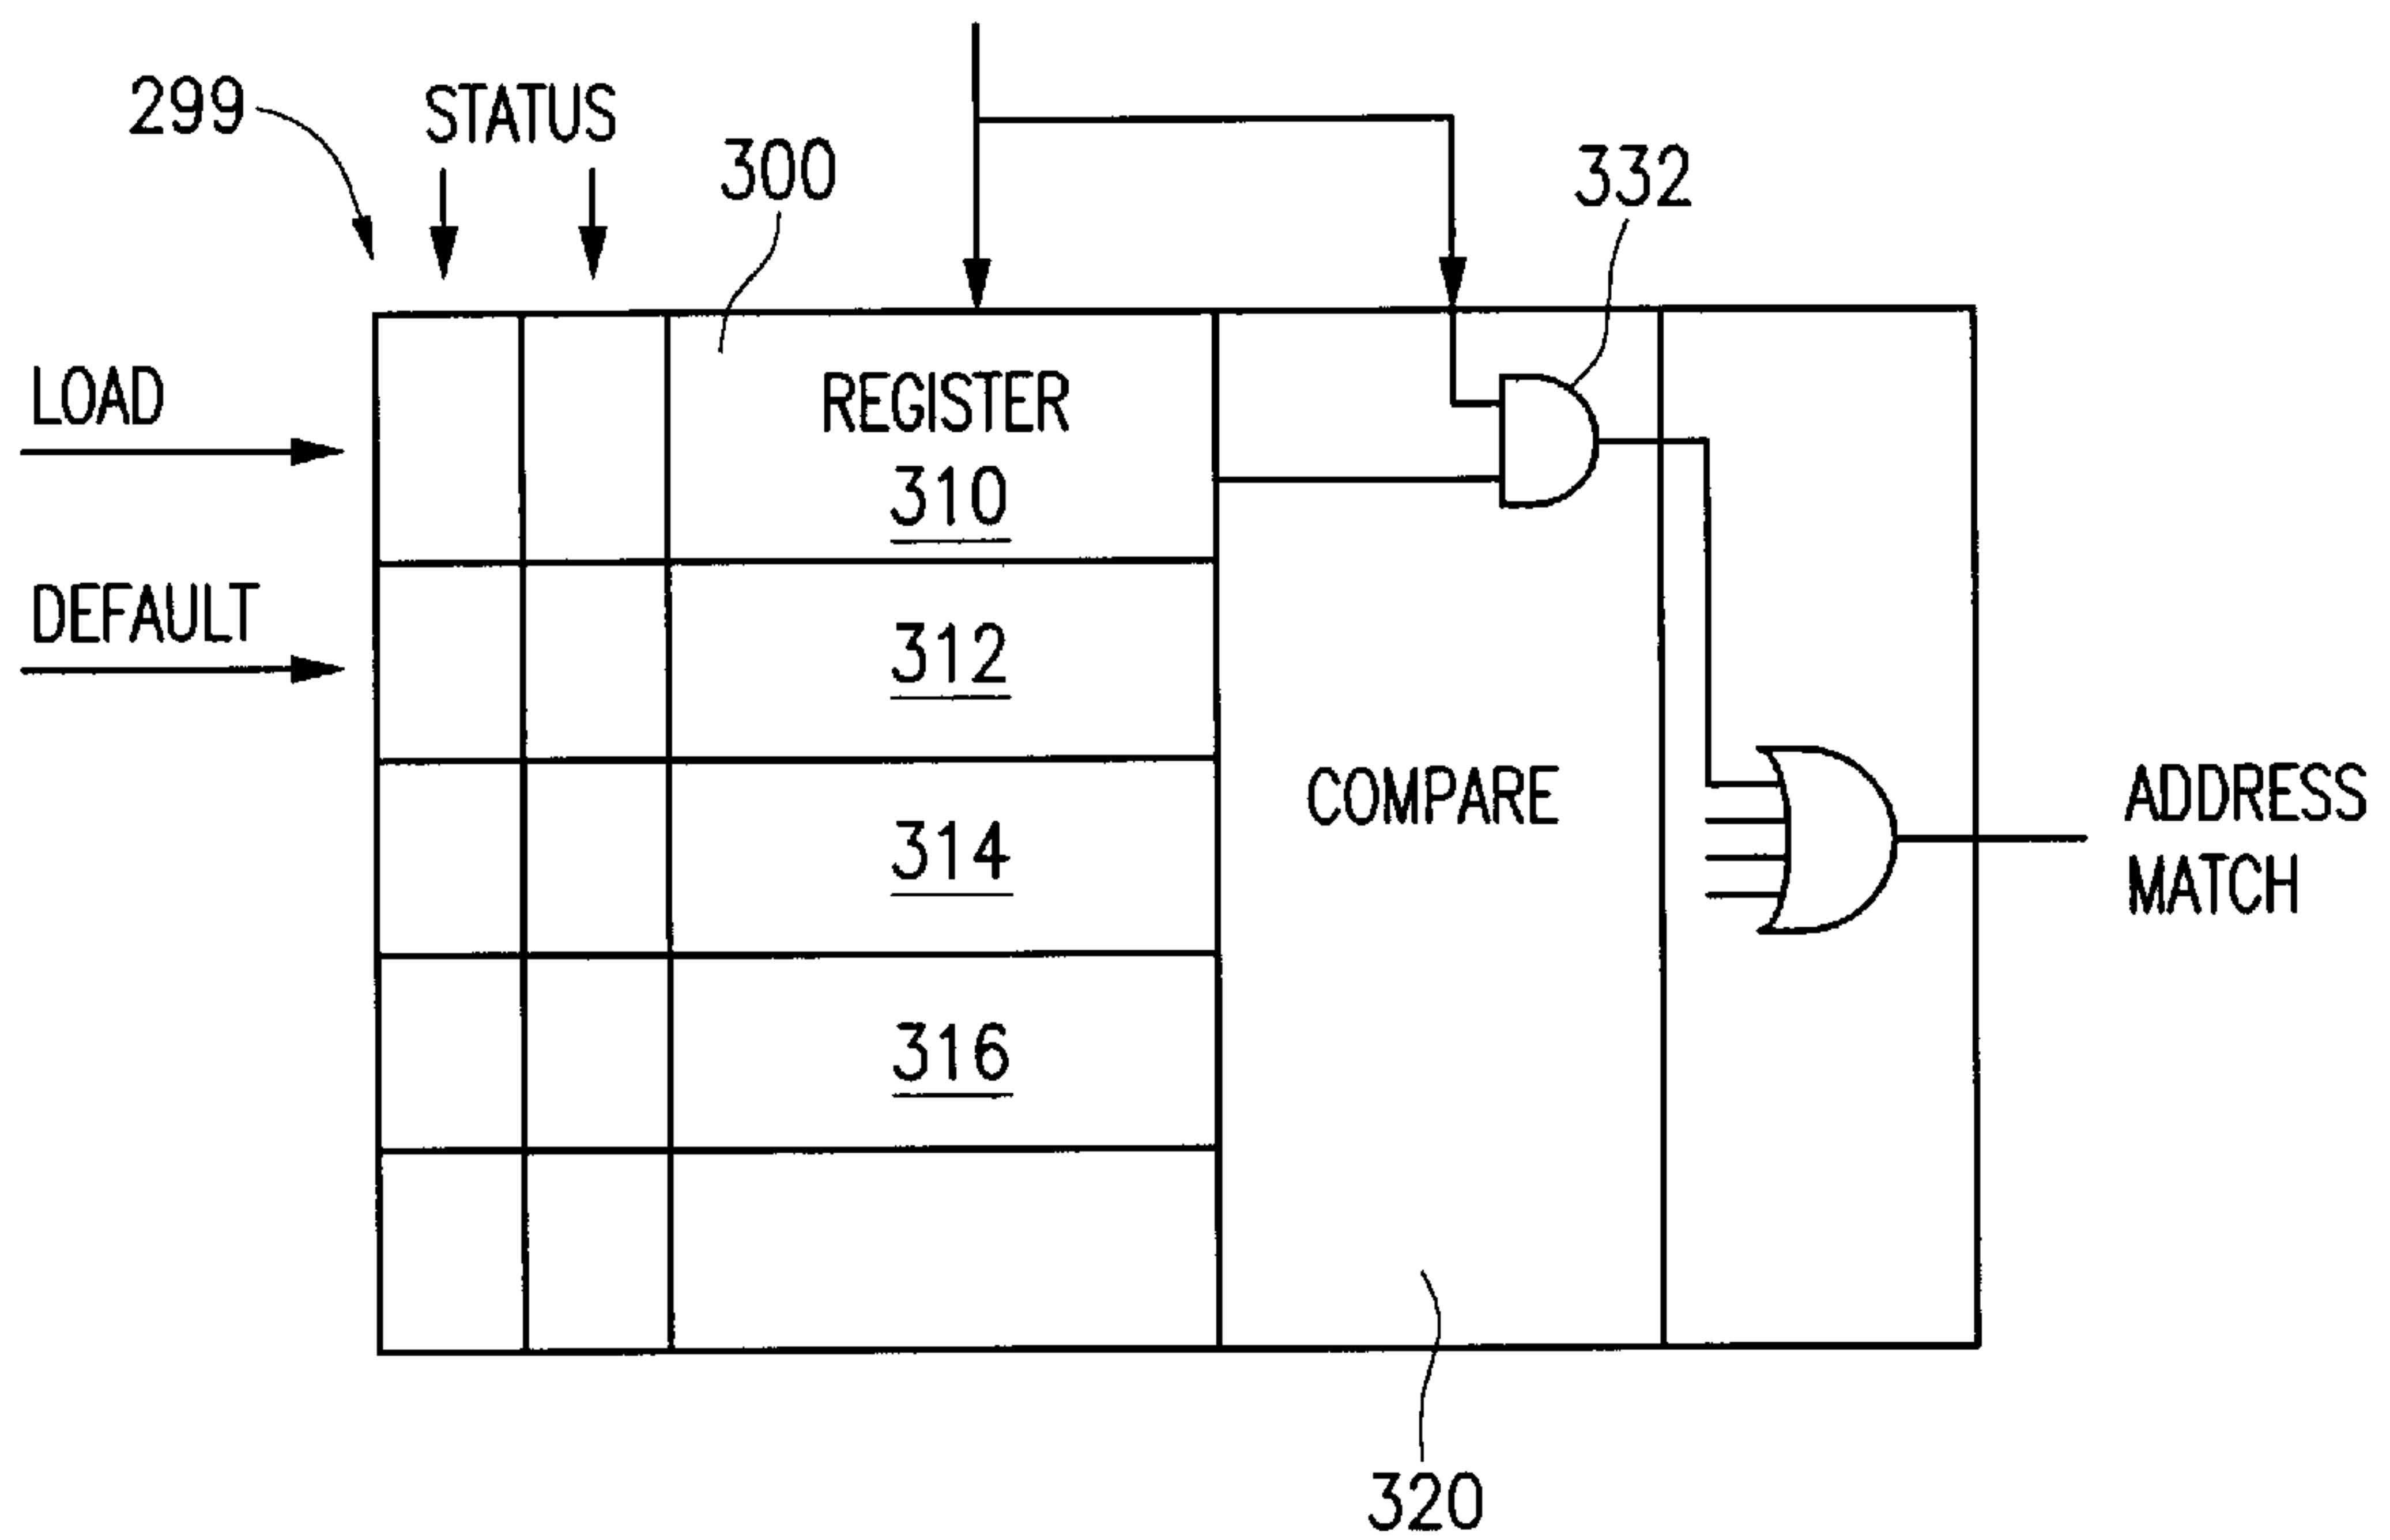 299
STATUS
300
332
LOAD
REGISTER
310
DEFAULT
312
COMPARE
314
ADDRESS
MATCH
316
320